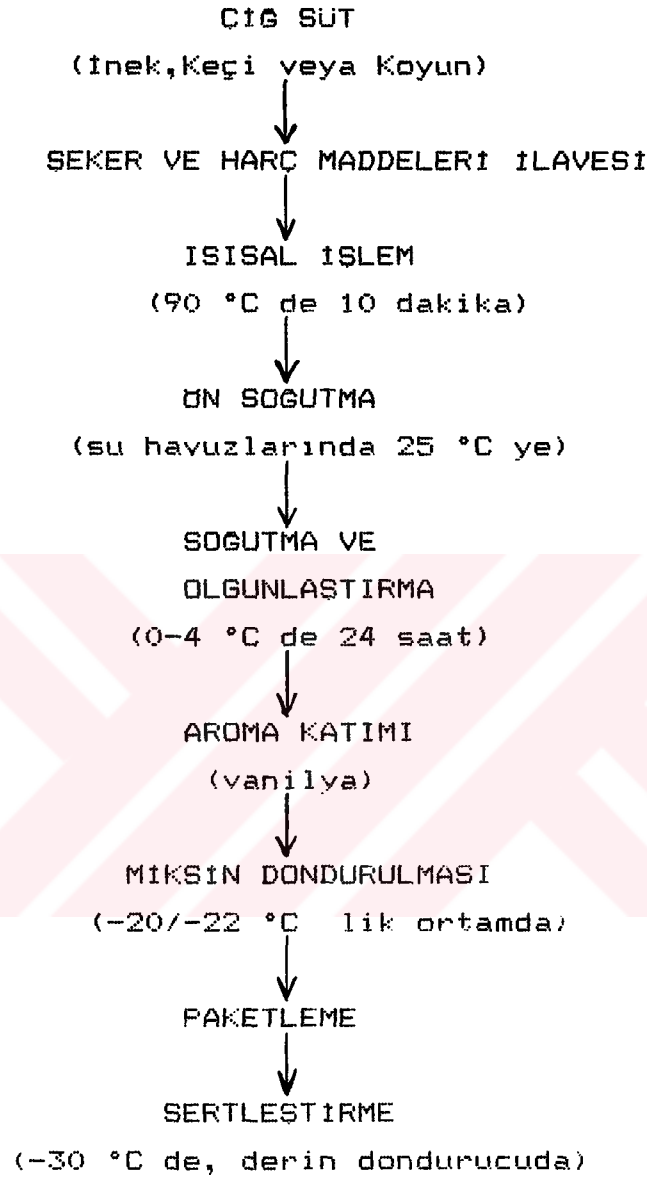 ÇİĞ SÜT
(İnek,Keçi veya Koyun)
ŞEKER VE HARÇ MADDELERİ İLAVESİ
ISISAL İŞLEM
(90 °C de 10 dakika)
ÖN SOĞUTMA
(su havuzlarında 25 °C ye)
SOĞUTMA VE
OLGUNLAŞTIRMA
(0-4 °C de 24 saat)
AROMA KATIMI
(vanilya)
MİKSİN DONDURULMASI
(-20/-22 °C lik ortamda)
PAKETLEME
SERTLEŞTİRME
(-30 °C de, derin dondurucuda)